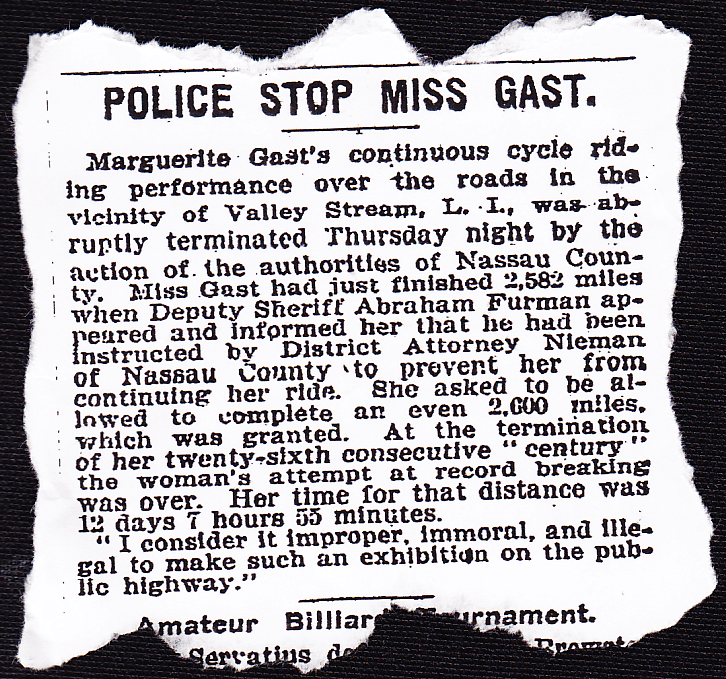 POLICE STOP MISS GAST.
Marguerite Gast's continuous cycle rid-
ing performance over the roads in the
vicinity of Valley Stream, L. I., was ab-
ruptly terminated Thursday night by the
action of the authorities of Nassau Coun-
ty. Miss Gast had just finished 2,582 miles
when Deputy Sheriff Abraham Furman ap-
peared and informed her that he had been
instructed by District Attorney Nieman
of Nassau County to prevent her from
continuing her ride. She asked to be al-
lowed to complete an even 2,600 miles,
which was granted. At the termination
of her twenty-sixth consecutive "century"
the woman's attempt at record breaking
was over. Her time for that distance was
12 days 7 hours 55 minutes.
"I consider it improper, immoral, and ille-
gal to make such an exhibition on the pub-
lic highway."
Amateur Billiard Tournament.
Servatius